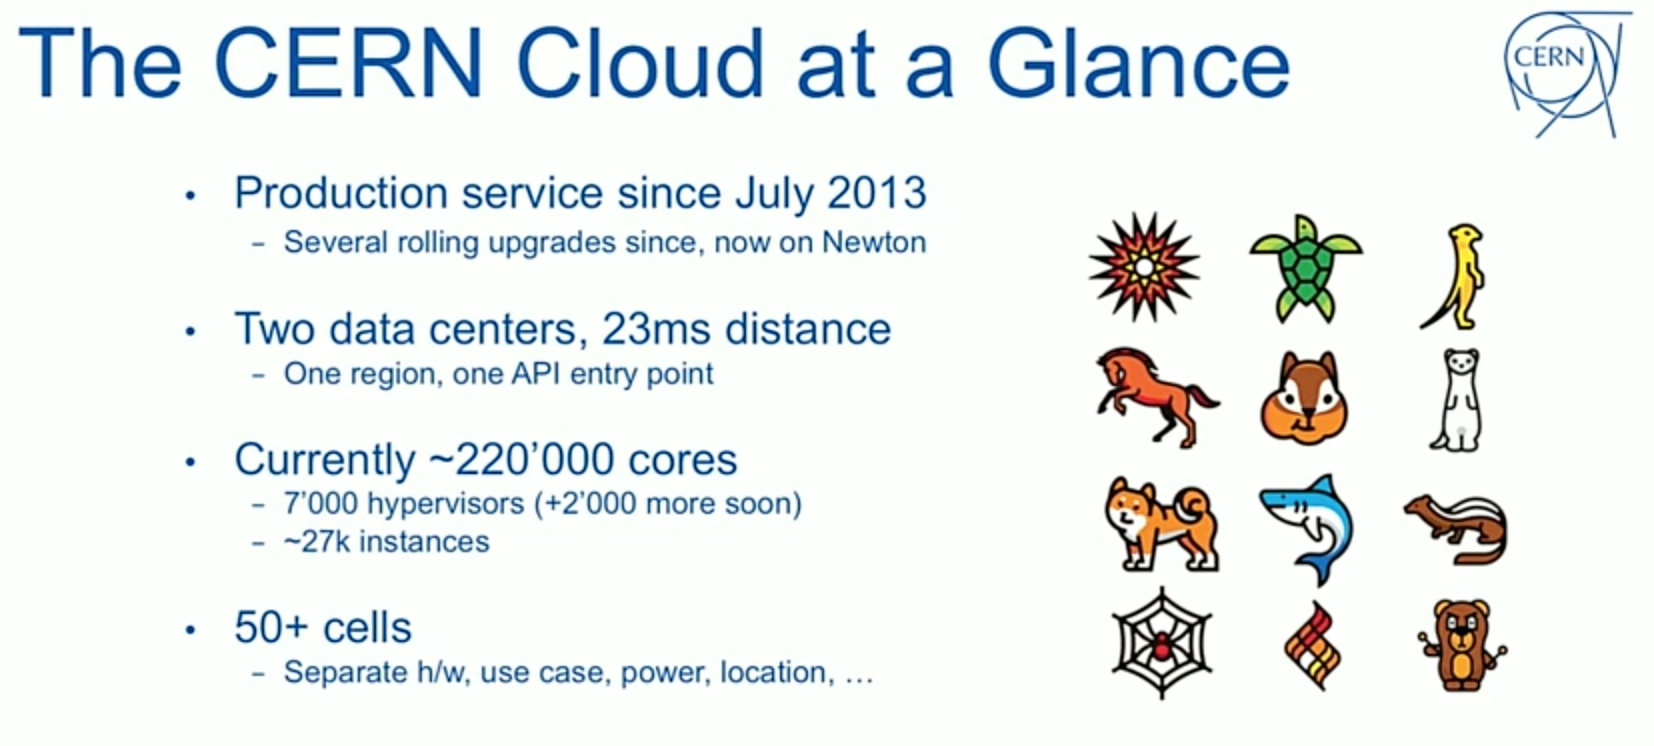 The CERN Cloud at a Glance
CERN
• Production service since July 2013
– Several rolling upgrades since, now on Newton
• Two data centers, 23ms distance
– One region, one API entry point
• Currently ~220’000 cores
– 7’000 hypervisors (+2’000 more soon)
– ~27k instances
• 50+ cells
– Separate h/w, use case, power, location, …